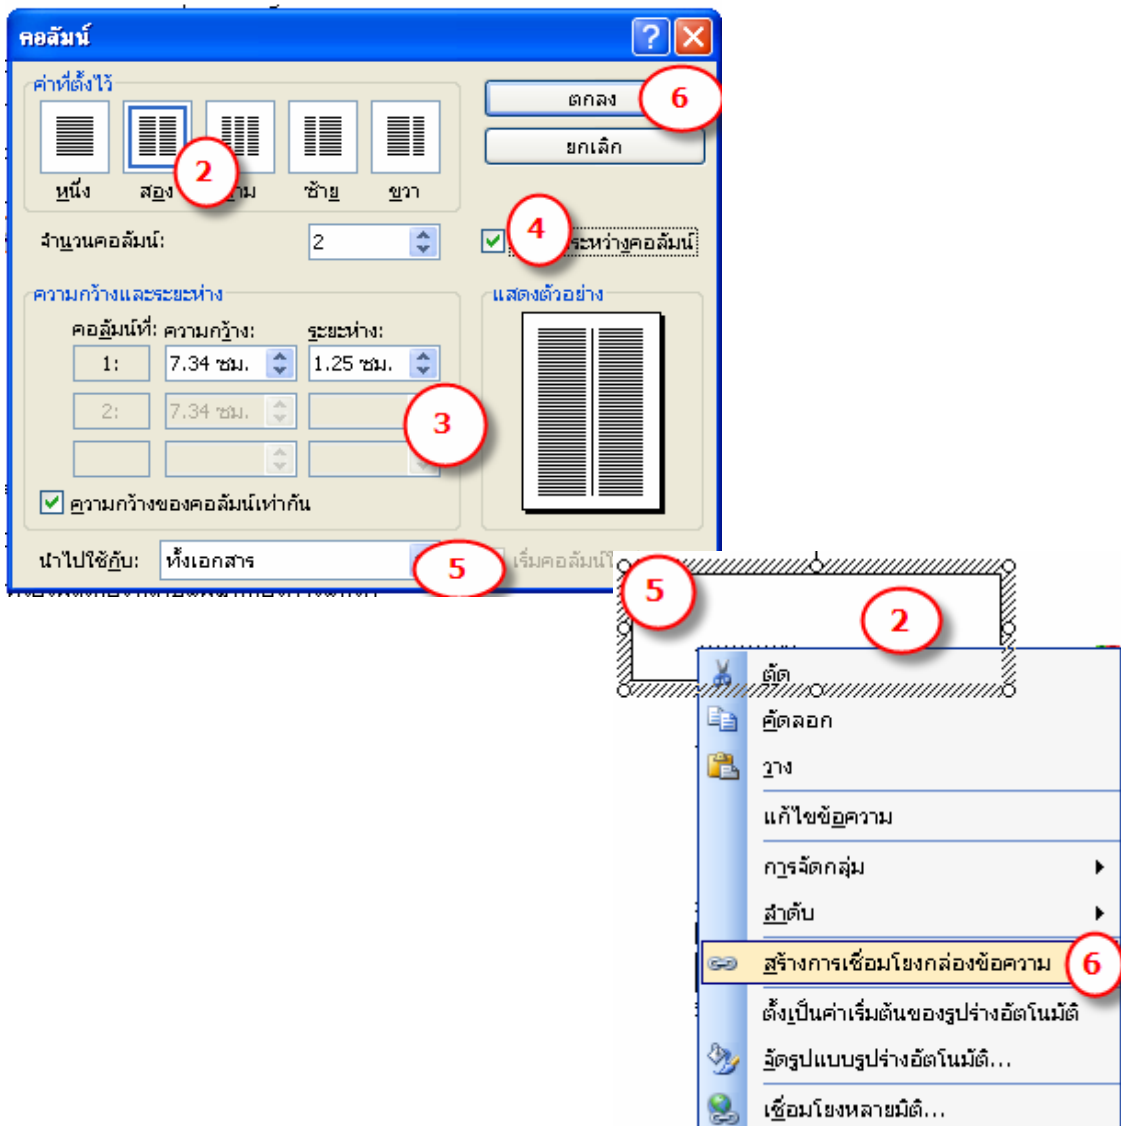 คอลัมน์
ค่าที่ตั้งไว้
ตกลง 6
ยกเลิก
2
หนึ่ง สอง ซ้าย ขวา
จำนวนคอลัมน์: 2
4 ระหว่างคอลัมน์
ความกว้างและระยะห่าง
แสดงตัวอย่าง
คอลัมน์ที่: ความกว้าง: ระยะห่าง:
1: 7.34 ซม. 1.25 ซม.
2: 7.34 ซม.
3
ความกว้างของคอลัมน์เท่ากัน
นำไปใช้กับ: ทั้งเอกสาร 5 เริ่มคอลัมน์
5 2
ตัด
คัดลอก
วาง
แก้ไขข้อความ
การจัดกลุ่ม
ลำดับ
สร้างการเชื่อมโยงกล่องข้อความ 6
ตั้งเป็นค่าเริ่มต้นของรูปร่างอัตโนมัติ
จัดรูปแบบรูปร่างอัตโนมัติ...
เชื่อมโยงหลายมิติ...